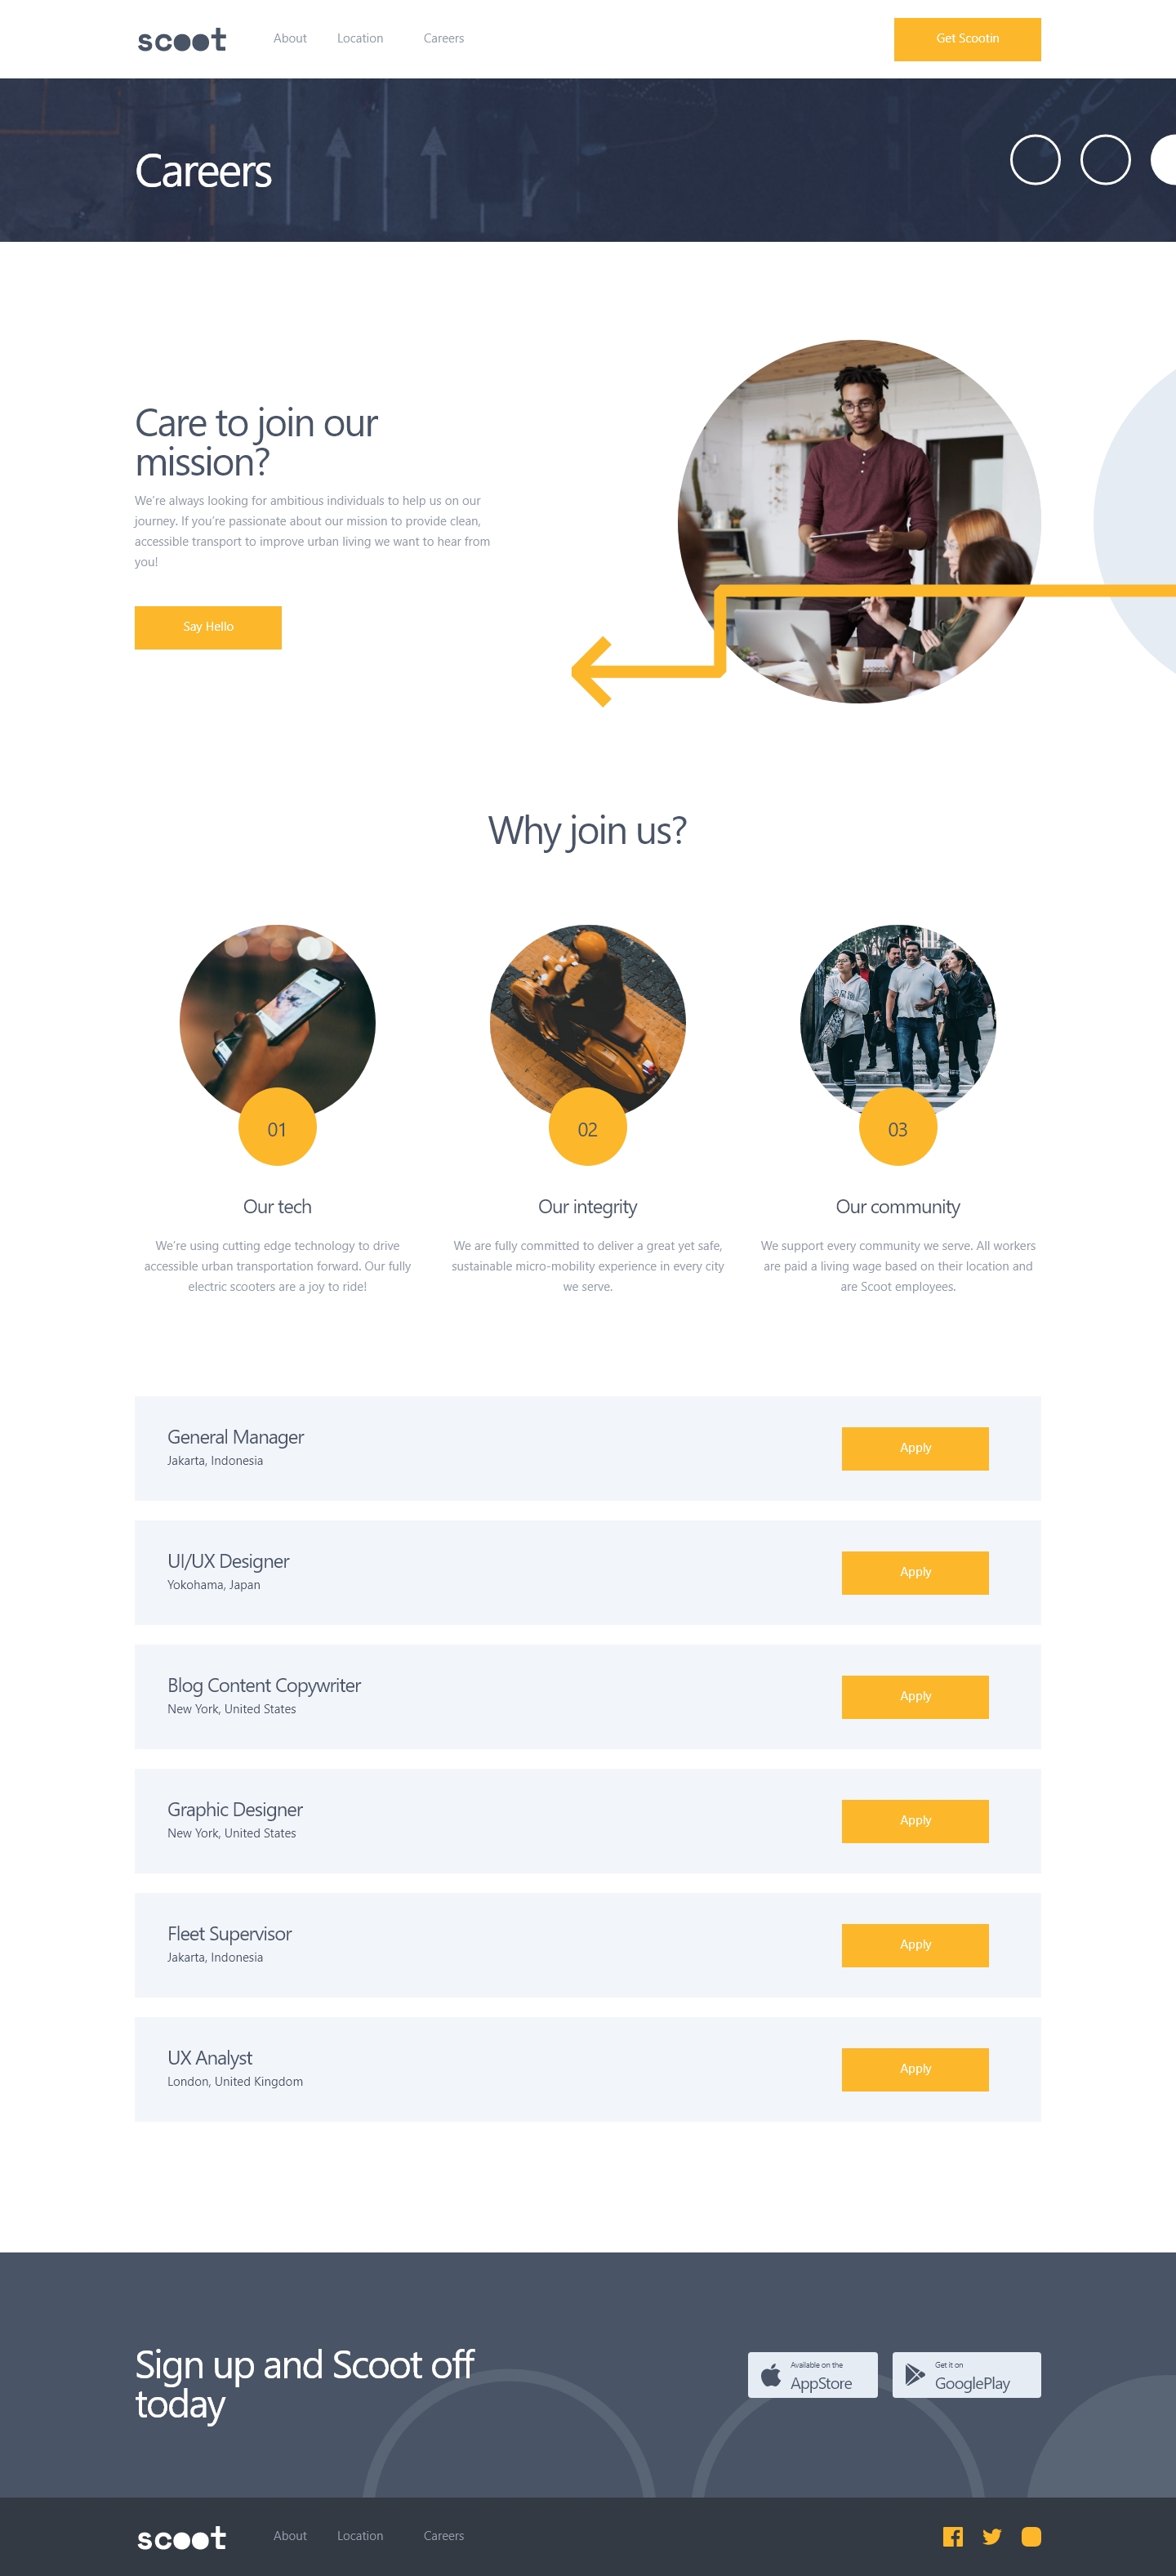 scoot
About Location Careers
Get Scootin
Careers
Care to join our
mission?
We're always looking for ambitious individuals to help us on our
journey. If you're passionate about our mission to provide clean,
accessible transport to improve urban living we want to hear from
you!
Say Hello
Why join us?
01
02
03
Our tech
We're using cutting edge technology to drive
accessible urban transportation forward. Our fully
electric scooters are a joy to ride!
Our integrity
We are fully committed to deliver a great yet safe,
sustainable micro-mobility experience in every city
we serve.
Our community
We support every community we serve. All workers
are paid a living wage based on their location and
are Scoot employees.
General Manager
Jakarta, Indonesia
Apply
UI/UX Designer
Yokohama, Japan
Apply
Blog Content Copywriter
New York, United States
Apply
Graphic Designer
New York, United States
Apply
Fleet Supervisor
Jakarta, Indonesia
Apply
UX Analyst
London, United Kingdom
Apply
Sign up and Scoot off
today
Available on the
AppStore
Get it on
GooglePlay
scoot
About Location Careers